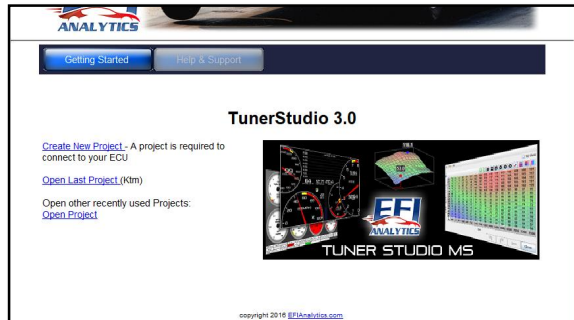 ANALYTICS
Getting Started
Help & Support
TunerStudio 3.0
Create New Project - A project is required to
connect to your ECU
Open Last Project (Ktm)
Open other recently used Projects:
Open Project
EFI
ANALYTICS
TUNER STUDIO MS
copyright 2016 EFIAnalytics.com